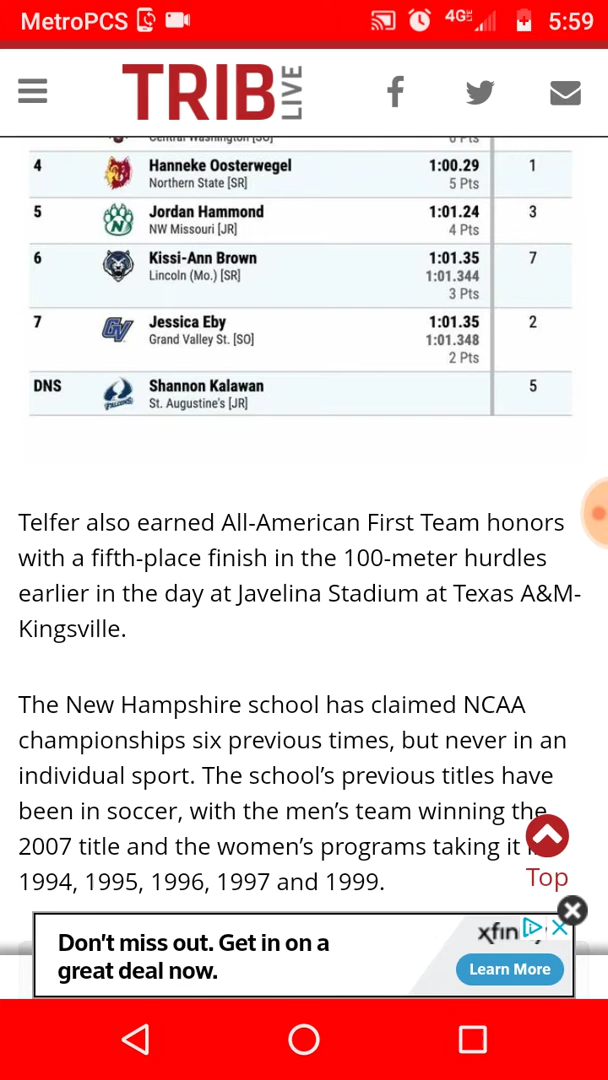 MetroPCS 4G 5:59
TRIB LIVE
Central Washington [SO]
4 Hanneke Oosterwegel 1:00.29 1
Northern State [SR] 5 Pts
5 Jordan Hammond 1:01.24 3
NW Missouri [JR] 4 Pts
6 Kissi-Ann Brown 1:01.35 7
Lincoln (Mo.) [SR] 1:01.344
3 Pts
7 Jessica Eby 1:01.35 2
Grand Valley St. [SO] 1:01.348
2 Pts
DNS Shannon Kalawan 5
St. Augustine's [JR]
FALCONS
Telfer also earned All-American First Team honors
with a fifth-place finish in the 100-meter hurdles
earlier in the day at Javelina Stadium at Texas A&M-
Kingsville.
The New Hampshire school has claimed NCAA
championships six previous times, but never in an
individual sport. The school’s previous titles have
been in soccer, with the men’s team winning the
2007 title and the women’s programs taking it
1994, 1995, 1996, 1997 and 1999.
Top
Don't miss out. Get in on a
great deal now.
xfin
Learn More